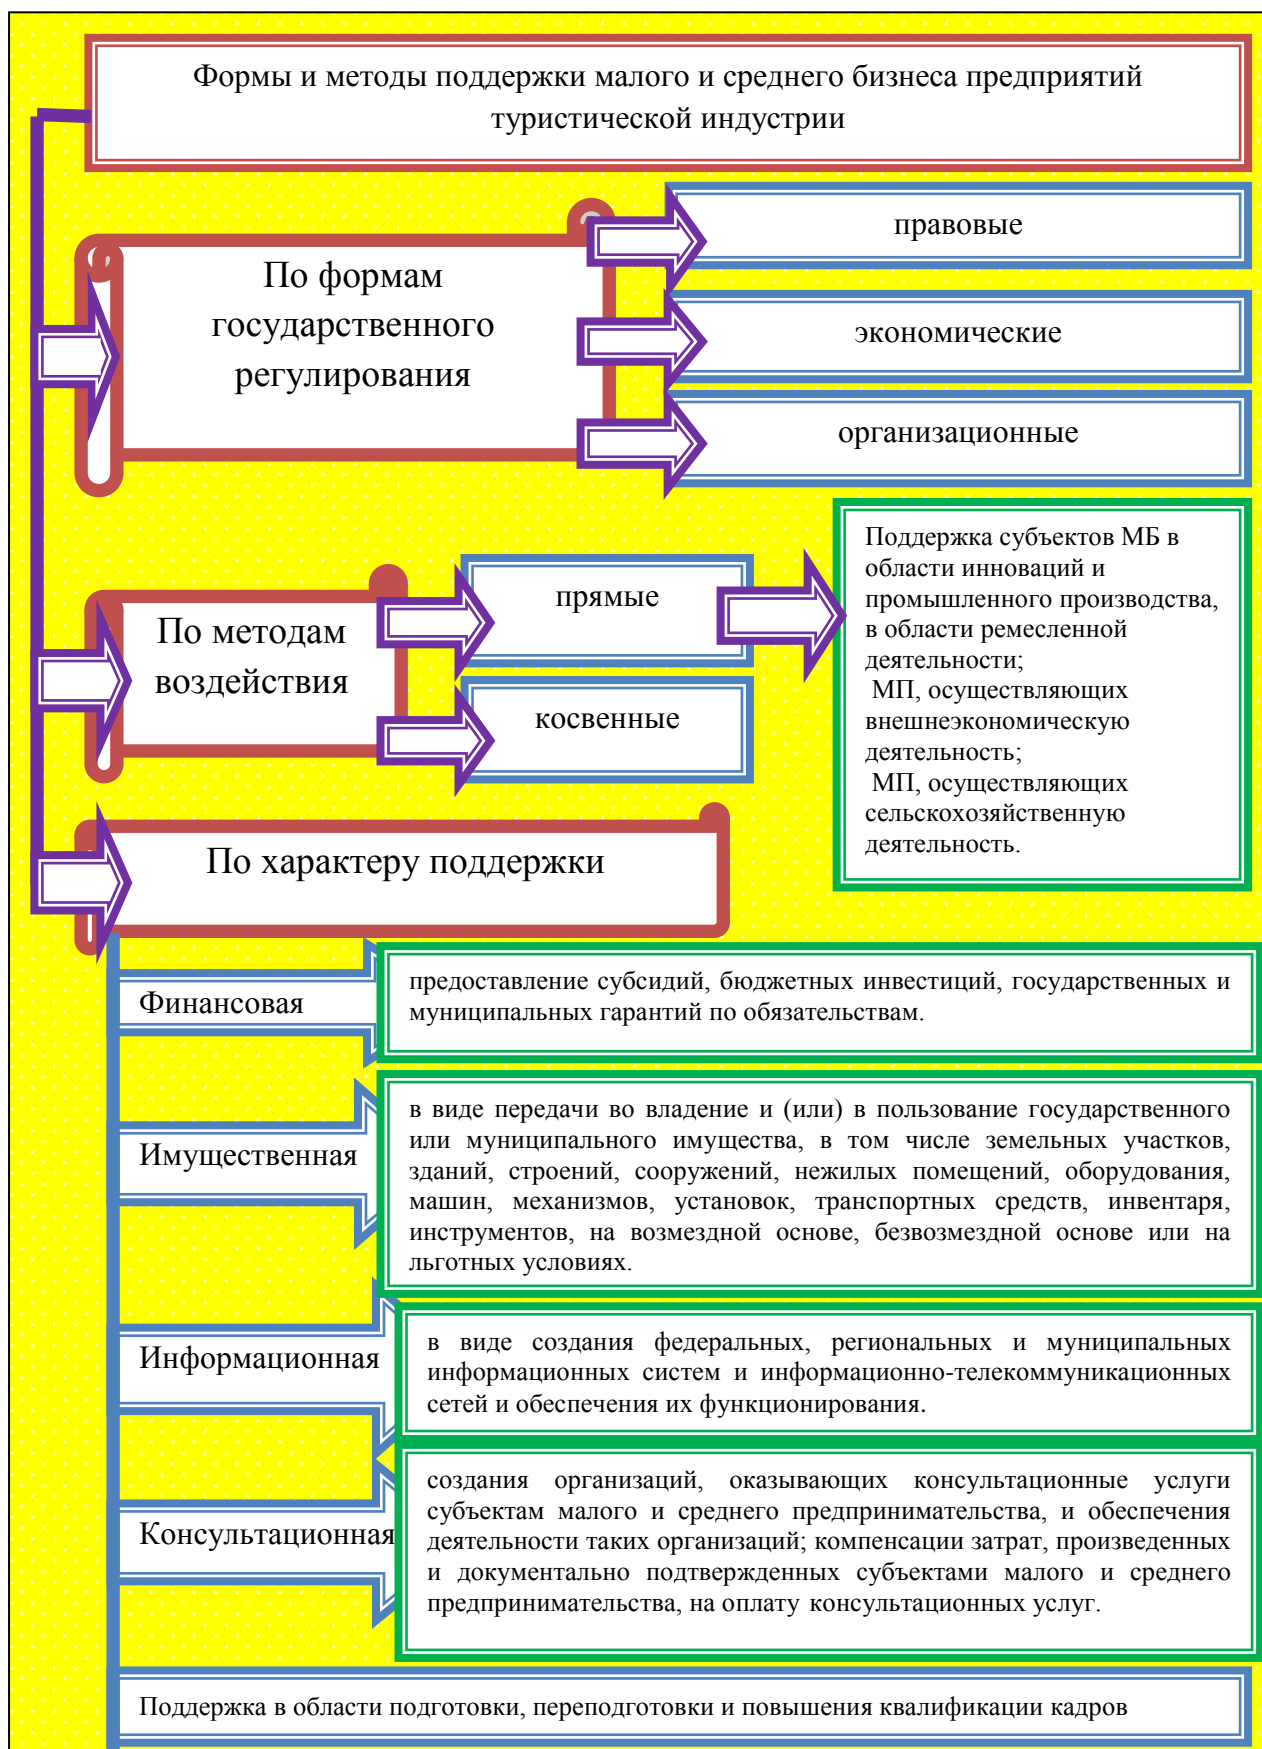 Формы и методы поддержки малого и среднего бизнеса предприятий
туристической индустрии
По формам
государственного
регулирования
правовые
экономические
организационные
По методам
воздействия
прямые
косвенные
Поддержка субъектов МБ в
области инноваций и
промышленного производства,
в области ремесленной
деятельности;
МП, осуществляющих
внешнеэкономическую
деятельность;
МП, осуществляющих
сельскохозяйственную
деятельность.
По характеру поддержки
Финансовая
предоставление субсидий, бюджетных инвестиций, государственных и
муниципальных гарантий по обязательствам.
Имущественная
в виде передачи во владение и (или) в пользование государственного
или муниципального имущества, в том числе земельных участков,
зданий, строений, сооружений, нежилых помещений, оборудования,
машин, механизмов, установок, транспортных средств, инвентаря,
инструментов, на возмездной основе, безвозмездной основе или на
льготных условиях.
Информационная
в виде создания федеральных, региональных и муниципальных
информационных систем и информационно-телекоммуникационных
сетей и обеспечения их функционирования.
Консультационная
создания организаций, оказывающих консультационные услуги
субъектам малого и среднего предпринимательства, и обеспечения
деятельности таких организаций; компенсации затрат, произведенных
и документально подтвержденных субъектами малого и среднего
предпринимательства, на оплату консультационных услуг.
Поддержка в области подготовки, переподготовки и повышения квалификации кадров